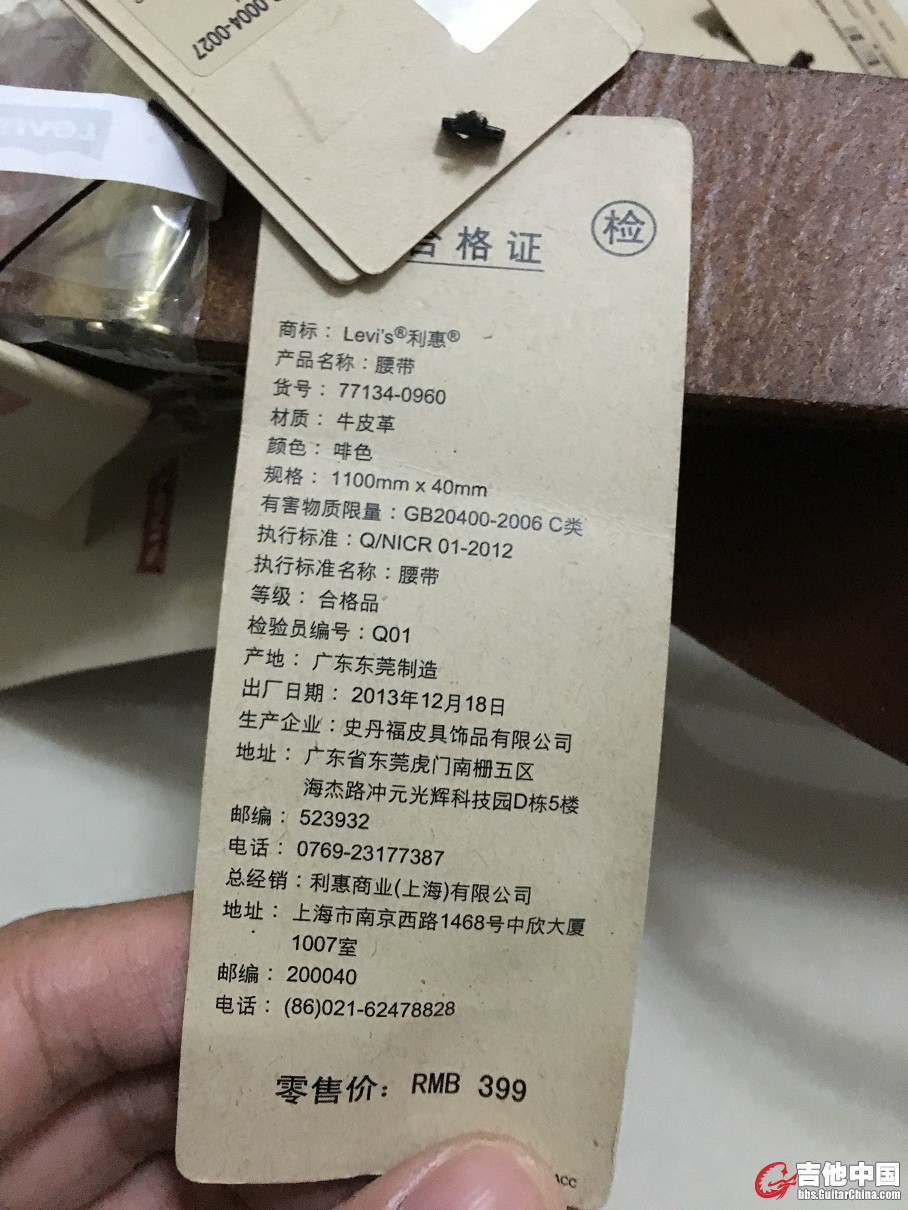 0004-0027
Levi's
合格证
检
商标： Levi's®利惠®
产品名称：腰带
货号： 77134-0960
材质： 牛皮革
颜色： 啡色
规格： 1100mm x 40mm
有害物质限量：GB20400-2006 C类
执行标准：Q/NICR 01-2012
执行标准名称：腰带
等级： 合格品
检验员编号：Q01
产地： 广东东莞制造
出厂日期： 2013年12月18日
生产企业：史丹福皮具饰品有限公司
地址： 广东省东莞虎门南栅五区
海杰路冲元光辉科技园D栋5楼
邮编： 523932
电话： 0769-23177387
总经销：利惠商业(上海)有限公司
地址： 上海市南京西路1468号中欣大厦
1007室
邮编： 200040
电话： (86)021-62478828
零售价：RMB 399
ACC
吉他中国
bbs.GuitarChina.com